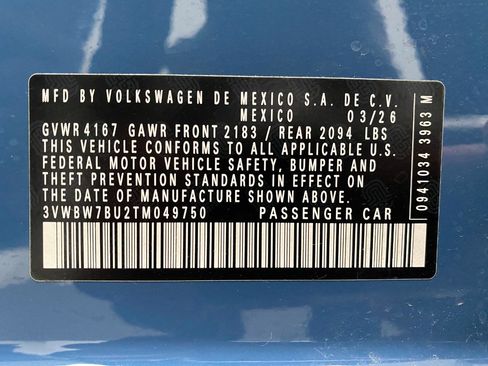 MFD BY VOLKSWAGEN DE MEXICO S.A. DE C.V.
MEXICO 03/26
GVWR 4167 GAWR FRONT 2183 / REAR 2094 LBS
THIS VEHICLE CONFORMS TO ALL APPLICABLE U.S.
FEDERAL MOTOR VEHICLE SAFETY, BUMPER AND
THEFT PREVENTION STANDARDS IN EFFECT ON
THE DATE OF MANUFACTURE SHOWN ABOVE.
3VWBW7BU2TM049750 PASSENGER CAR
0941034 3963 M